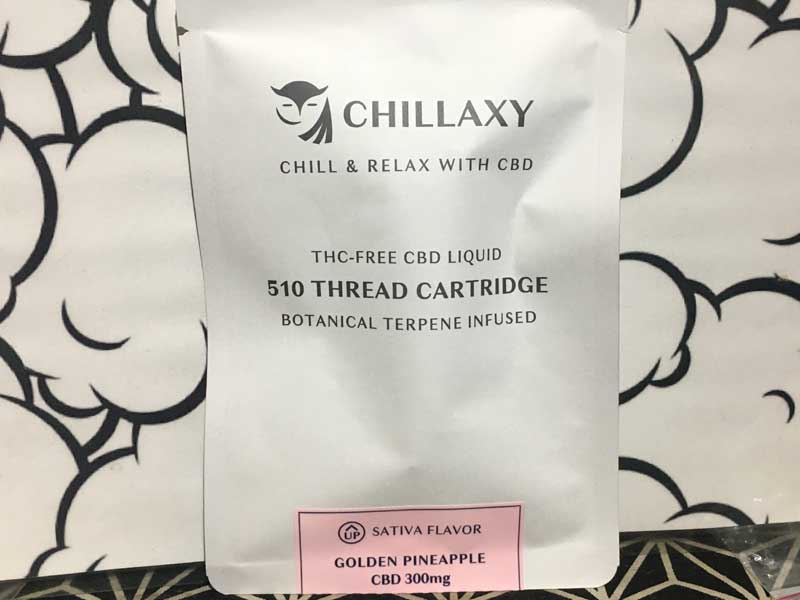 CHILLAXY
CHILL & RELAX WITH CBD
THC-FREE CBD LIQUID
510 THREAD CARTRIDGE
BOTANICAL TERPENE INFUSED
UP SATIVA FLAVOR
GOLDEN PINEAPPLE
CBD 300mg